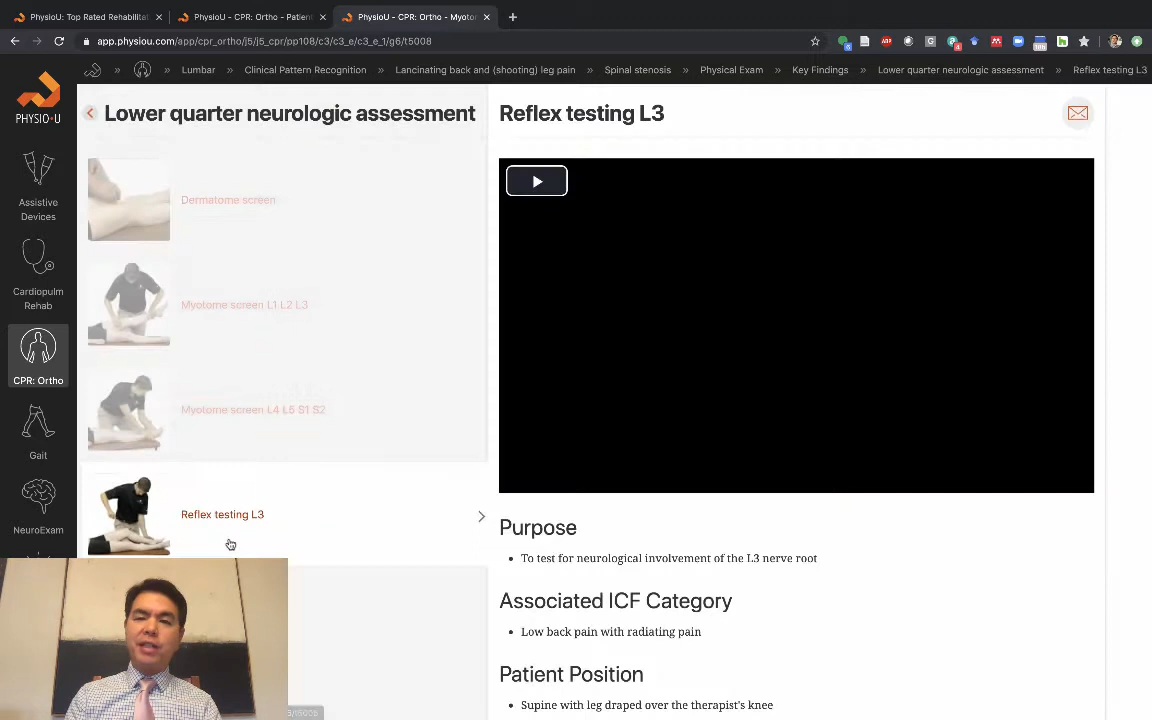 PhysioU: Top Rated Rehabilitat
PhysioU - CPR: Ortho - Patien
PhysioU - CPR: Ortho - Myotor
app.physiou.com/app/cpr_ortho/j5/j5_cpr/pp108/c3/c3_e/c3_e_1/g6/t5008
» » Lumbar » Clinical Pattern Recognition » Lancinating back and (shooting) leg pain » Spinal stenosis » Physical Exam » Key Findings » Lower quarter neurologic assessment » Reflex testing L3
PHYSIO U
Assistive
Devices
Cardiopulm
Rehab
CPR: Ortho
Gait
NeuroExam
Lower quarter neurologic assessment
Dermatome screen
Myotome screen L1 L2 L3
Myotome screen L4 L5 S1 S2
Reflex testing L3
Reflex testing L3
Purpose
• To test for neurological involvement of the L3 nerve root
Associated ICF Category
• Low back pain with radiating pain
Patient Position
• Supine with leg draped over the therapist's knee